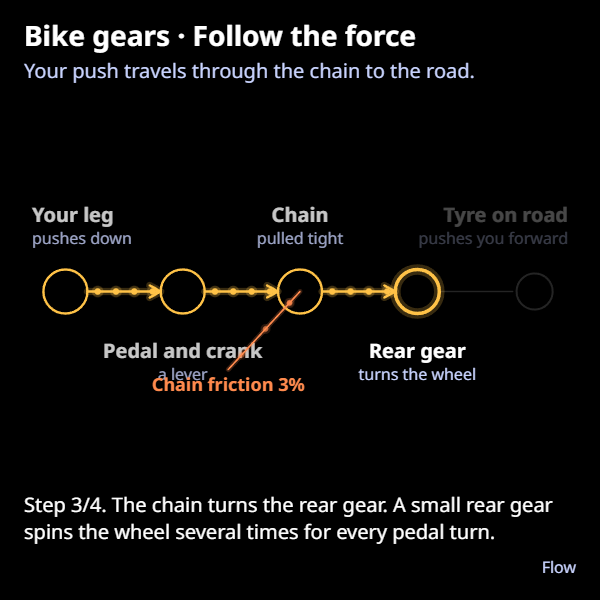 Bike gears · Follow the force
Your push travels through the chain to the road.
Your leg
pushes down
Chain
pulled tight
Tyre on road
pushes you forward
Pedal and crank
a lever
Chain friction 3%
Rear gear
turns the wheel
Step 3/4. The chain turns the rear gear. A small rear gear
spins the wheel several times for every pedal turn.
Flow